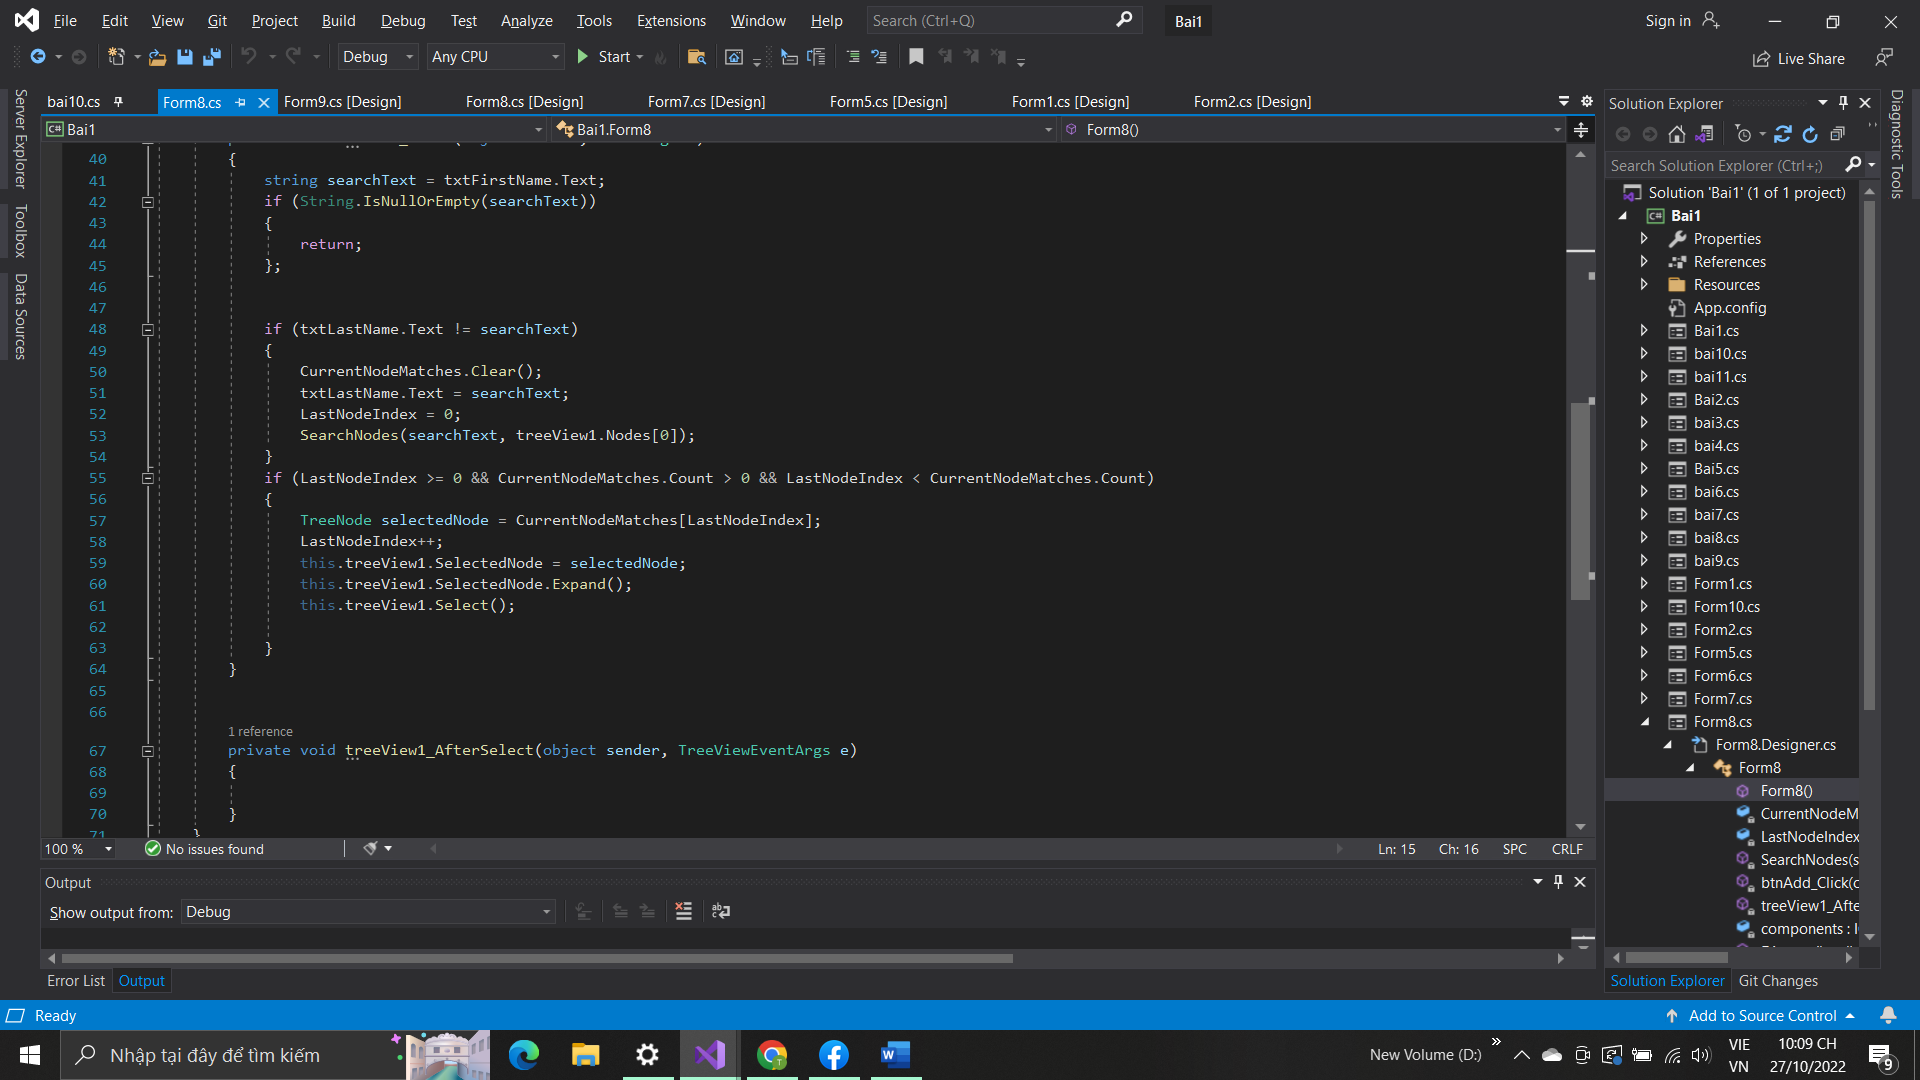 File Edit View Git Project Build Debug Test Analyze Tools Extensions Window Help Search (Ctrl+Q) Bai1 Sign in
Debug Any CPU Start Live Share
bai10.cs Form8.cs Form9.cs [Design] Form8.cs [Design] Form7.cs [Design] Form5.cs [Design] Form1.cs [Design] Form2.cs [Design]
Bai1 Bai1.Form8 Form8()
Server Explorer
Toolbox
Data Sources
40 {
41 string searchText = txtFirstName.Text;
42 if (String.IsNullOrEmpty(searchText))
43 {
44 return;
45 };
46
47
48 if (txtLastName.Text != searchText)
49 {
50 CurrentNodeMatches.Clear();
51 txtLastName.Text = searchText;
52 LastNodeIndex = 0;
53 SearchNodes(searchText, treeView1.Nodes[0]);
54 }
55 if (LastNodeIndex >= 0 && CurrentNodeMatches.Count > 0 && LastNodeIndex < CurrentNodeMatches.Count)
56 {
57 TreeNode selectedNode = CurrentNodeMatches[LastNodeIndex];
58 LastNodeIndex++;
59 this.treeView1.SelectedNode = selectedNode;
60 this.treeView1.SelectedNode.Expand();
61 this.treeView1.Select();
62
63 }
64 }
65
66
1 reference
67 private void treeView1_AfterSelect(object sender, TreeViewEventArgs e)
68 {
69
70 }
71 }
100 % No issues found Ln: 15 Ch: 16 SPC CRLF
Output
Show output from: Debug
Error List Output
Solution Explorer
Search Solution Explorer (Ctrl+;)
Solution 'Bai1' (1 of 1 project)
C# Bai1
Properties
References
Resources
App.config
Bai1.cs
bai10.cs
bai11.cs
Bai2.cs
bai3.cs
bai4.cs
Bai5.cs
bai6.cs
bai7.cs
bai8.cs
bai9.cs
Form1.cs
Form10.cs
Form2.cs
Form5.cs
Form6.cs
Form7.cs
Form8.cs
Form8.Designer.cs
Form8
Form8()
CurrentNodeM
LastNodeIndex
SearchNodes(s
btnAdd_Click(o
treeView1_Afte
components : I
Solution Explorer Git Changes
Diagnostic Tools
Ready Add to Source Control
Nhập tại đây để tìm kiếm New Volume (D:) VIE 10:09 CH
VN 27/10/2022 9